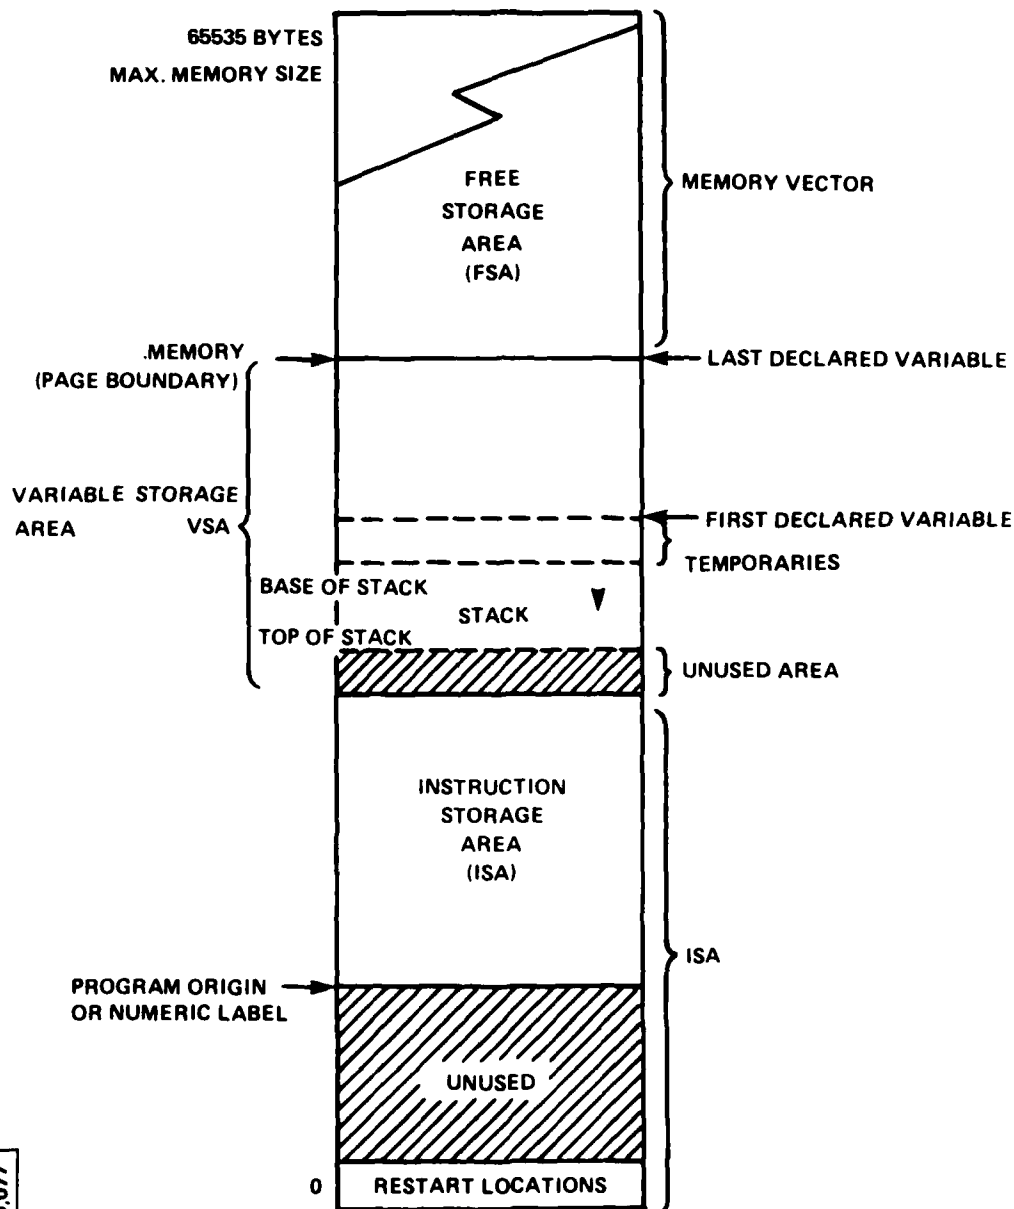 65535 BYTES
MAX. MEMORY SIZE
FREE
STORAGE
AREA
(FSA)
MEMORY VECTOR
.MEMORY
(PAGE BOUNDARY)
LAST DECLARED VARIABLE
VARIABLE STORAGE
AREA VSA
FIRST DECLARED VARIABLE
TEMPORARIES
BASE OF STACK
STACK
TOP OF STACK
UNUSED AREA
INSTRUCTION
STORAGE
AREA
(ISA)
ISA
PROGRAM ORIGIN
OR NUMERIC LABEL
UNUSED
0 RESTART LOCATIONS